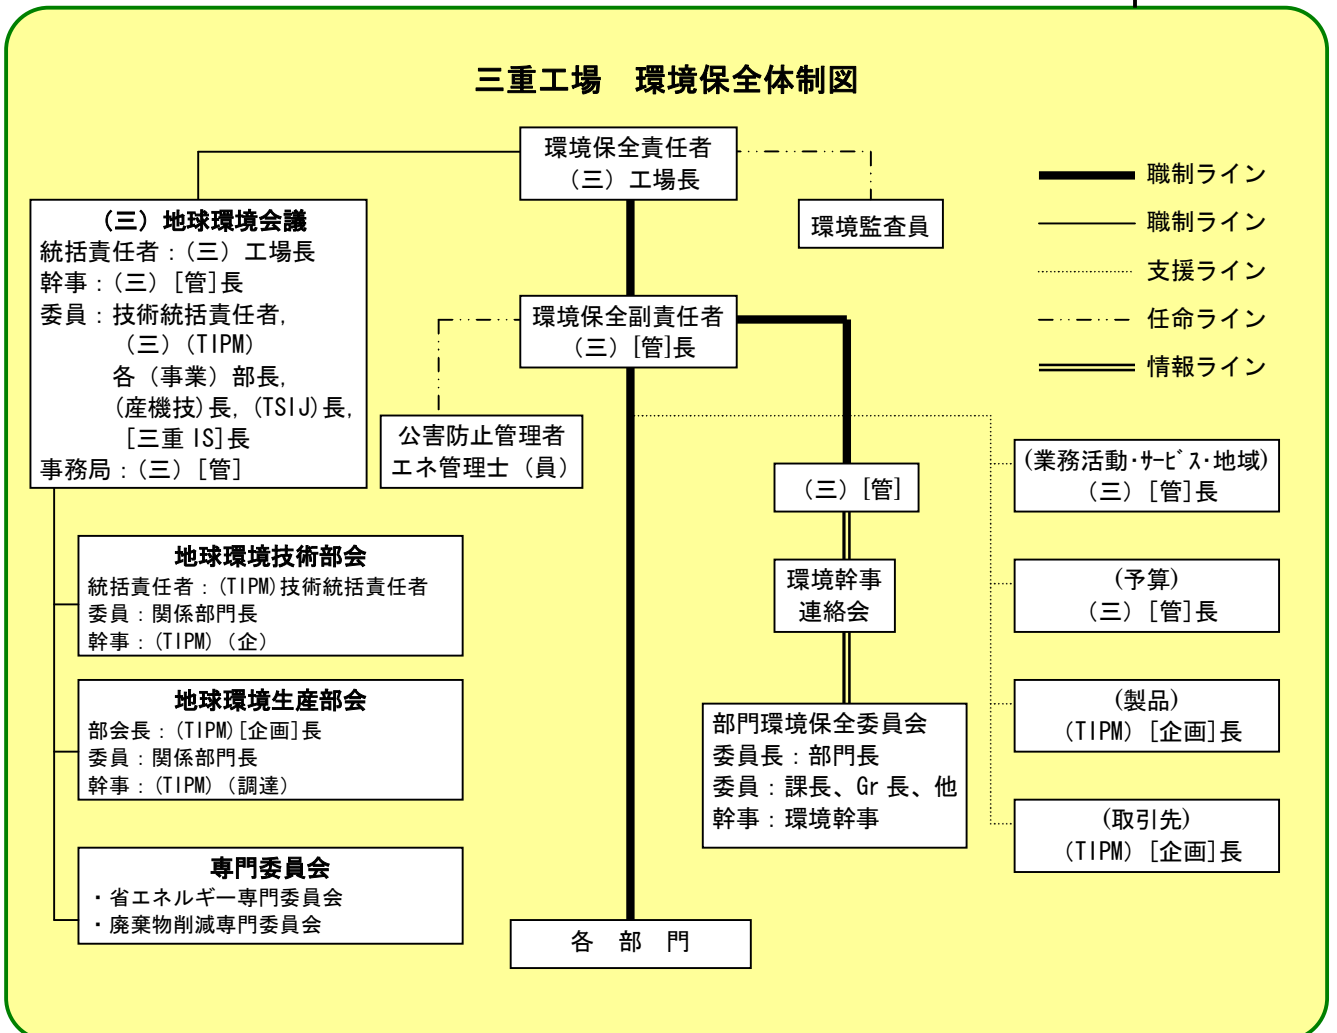 三重工場　環境保全体制図
環境保全責任者
（三）工場長
環境監査員
職制ライン
職制ライン
支援ライン
任命ライン
情報ライン
（三）地球環境会議
統括責任者：（三）工場長
幹事：（三）[管]長
委員：技術統括責任者,
（三）(TIPM)
各（事業）部長,
(産機技)長, (TSIJ)長,
[三重 IS]長
事務局：（三）[管]
環境保全副責任者
（三）[管]長
公害防止管理者
エネ管理士（員）
（三）[管]
環境幹事
連絡会
部門環境保全委員会
委員長：部門長
委員：課長、Gr 長、他
幹事：環境幹事
(業務活動･ｻｰﾋﾞｽ･地域)
（三）[管]長
(予算)
（三）[管]長
(製品)
(TIPM) [企画]長
(取引先)
(TIPM) [企画]長
地球環境技術部会
統括責任者：(TIPM)技術統括責任者
委員：関係部門長
幹事：(TIPM)（企）
地球環境生産部会
部会長：(TIPM)[企画]長
委員：関係部門長
幹事：(TIPM)（調達）
専門委員会
・省エネルギー専門委員会
・廃棄物削減専門委員会
各　部　門